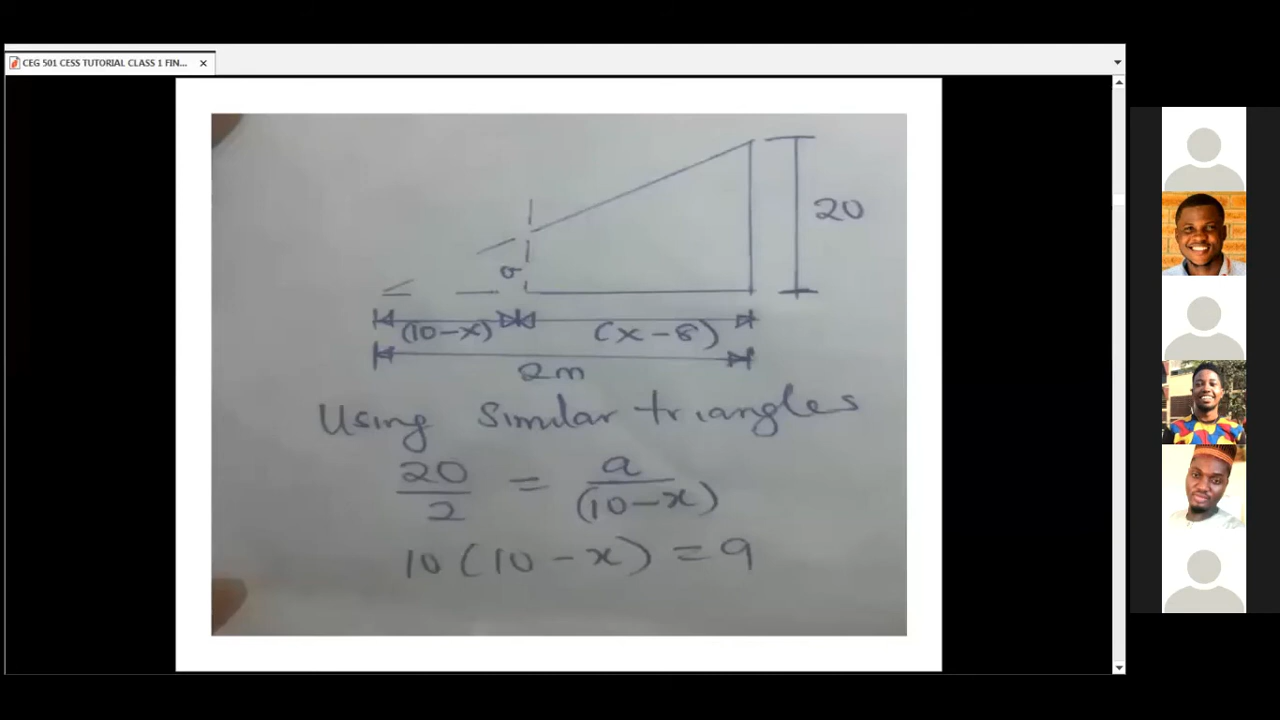 CEG 501 CESS TUTORIAL CLASS 1 FIN...
20
a
(10-x)
(x-8)
2m
Using Similar triangles
20/2 = a/(10-x)
10(10-x) = a